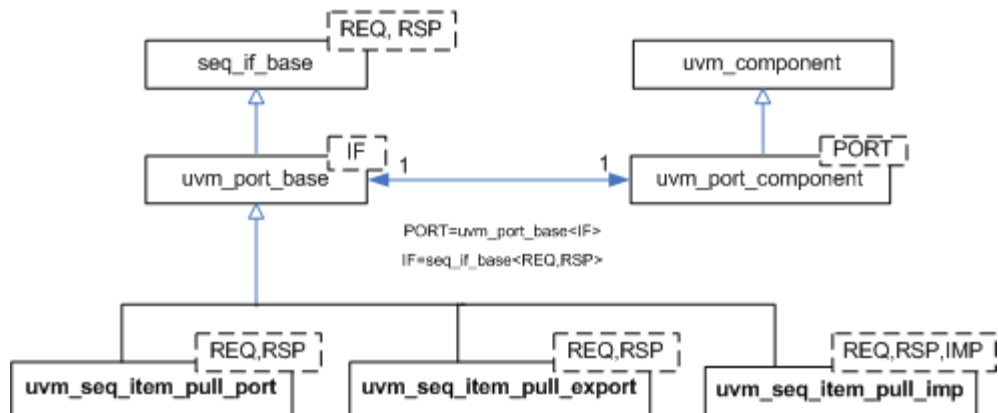 REQ, RSP
seq_if_base
uvm_component
IF
PORT
uvm_port_base
1
1
uvm_port_component
PORT=uvm_port_base<IF>
IF=seq_if_base<REQ,RSP>
REQ,RSP
REQ,RSP
REQ,RSP,IMP
uvm_seq_item_pull_port
uvm_seq_item_pull_export
uvm_seq_item_pull_imp